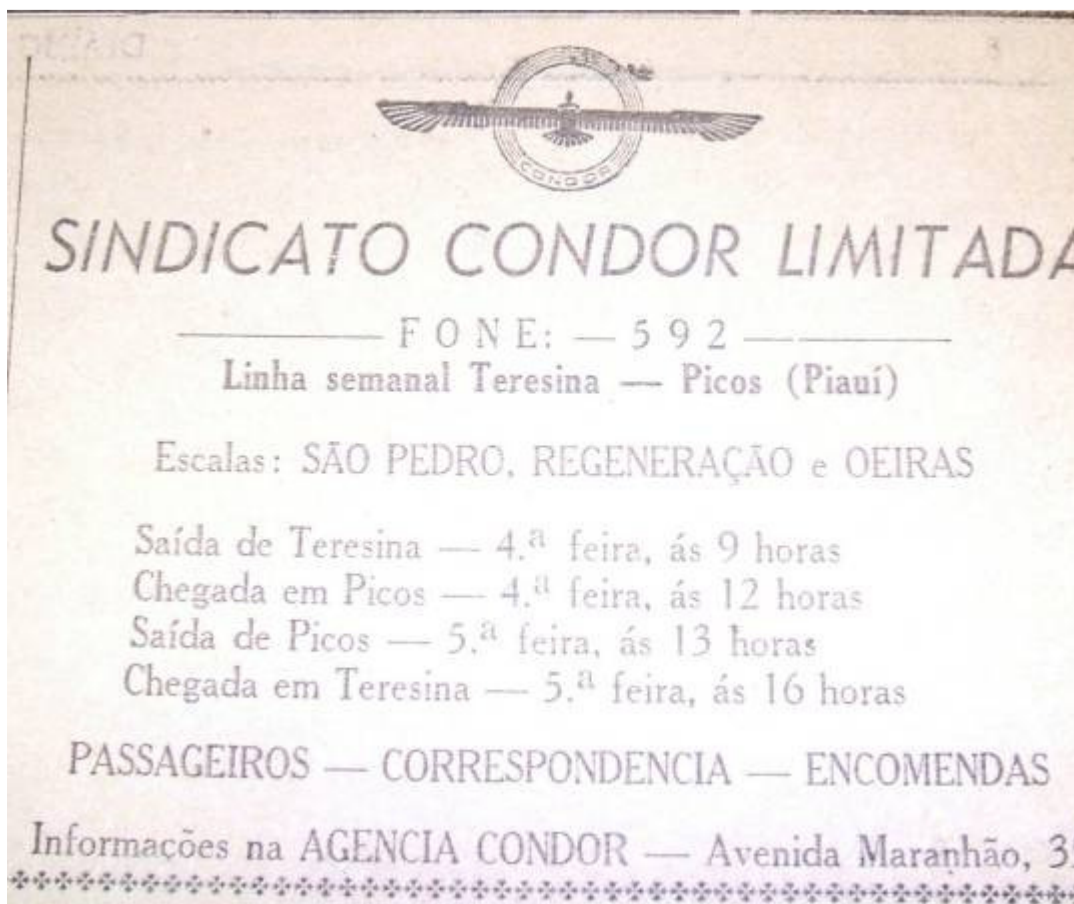 CONDOR
SINDICATO CONDOR LIMITADA
FONE: — 592
Linha semanal Teresina — Picos (Piauí)
Escalas: SÃO PEDRO, REGENERAÇÃO e OEIRAS
Saída de Teresina — 4.ª feira, ás 9 horas
Chegada em Picos — 4.ª feira, ás 12 horas
Saída de Picos — 5.ª feira, ás 13 horas
Chegada em Teresina — 5.ª feira, ás 16 horas
PASSAGEIROS — CORRESPONDENCIA — ENCOMENDAS
Informações na AGENCIA CONDOR — Avenida Maranhão,